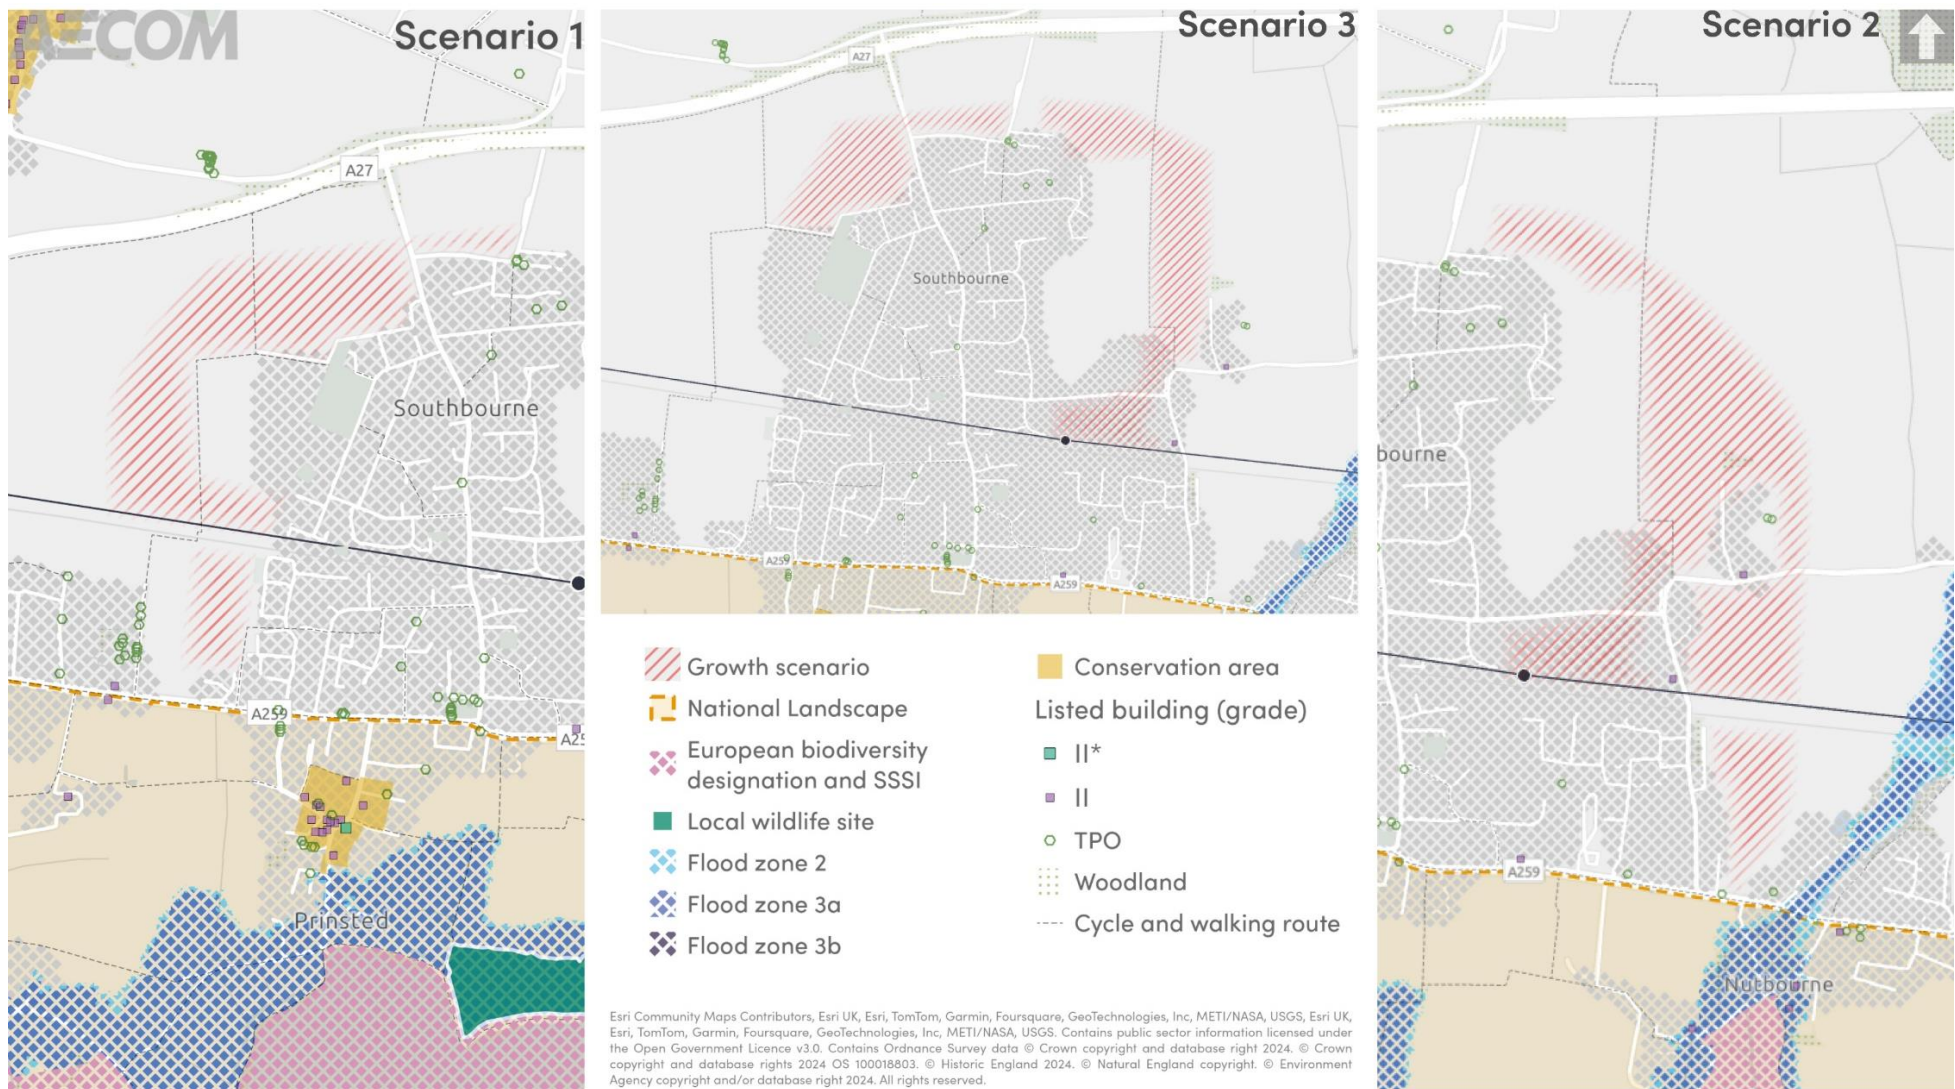 AECOM
Scenario 1
A27
Southbourne
A259
A25
Prinsted
Scenario 3
A27
Southbourne
A259
A259
Scenario 2
bourne
A259
Nutbourne
Growth scenario
National Landscape
European biodiversity
designation and SSSI
Local wildlife site
Flood zone 2
Flood zone 3a
Flood zone 3b
Conservation area
Listed building (grade)
II*
II
TPO
Woodland
Cycle and walking route
Esri Community Maps Contributors, Esri UK, Esri, TomTom, Garmin, Foursquare, GeoTechnologies, Inc, METI/NASA, USGS, Esri UK,
Esri, TomTom, Garmin, Foursquare, GeoTechnologies, Inc, METI/NASA, USGS. Contains public sector information licensed under
the Open Government Licence v3.0. Contains Ordnance Survey data © Crown copyright and database right 2024. © Crown
copyright and database rights 2024 OS 100018803. © Historic England 2024. © Natural England copyright. © Environment
Agency copyright and/or database right 2024. All rights reserved.